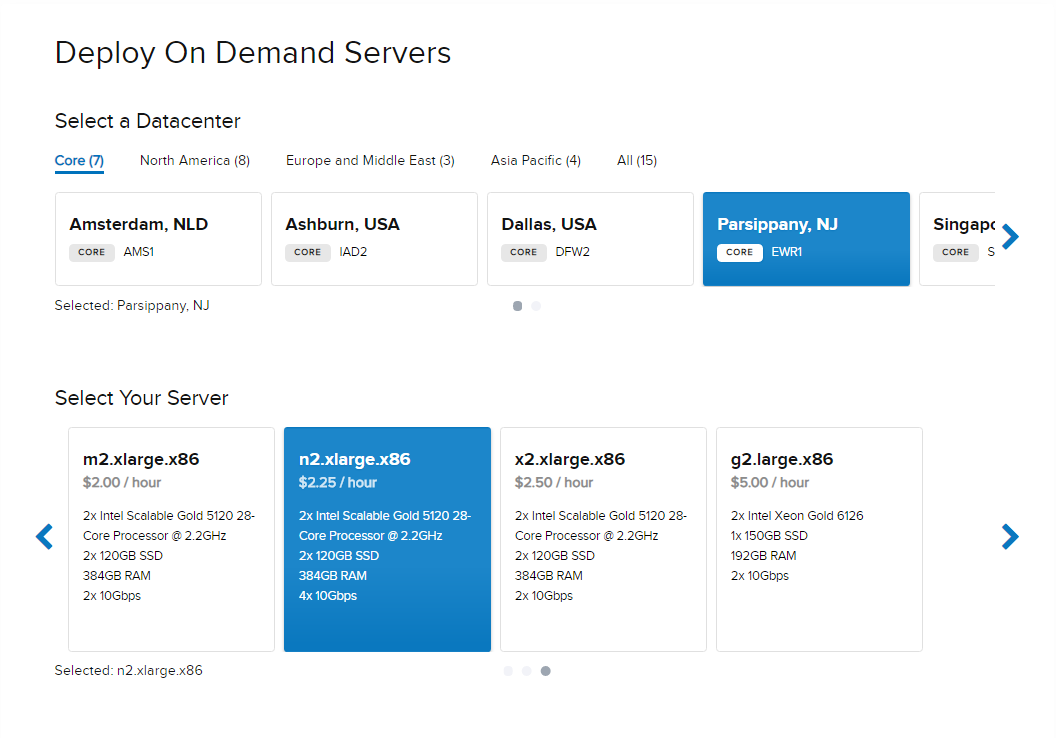 Deploy On Demand Servers
Select a Datacenter
Core (7) North America (8) Europe and Middle East (3) Asia Pacific (4) All (15)
Amsterdam, NLD
CORE AMS1
Ashburn, USA
CORE IAD2
Dallas, USA
CORE DFW2
Parsippany, NJ
CORE EWR1
Singapo
CORE S
Selected: Parsippany, NJ
Select Your Server
m2.xlarge.x86
$2.00 / hour
2x Intel Scalable Gold 5120 28-
Core Processor @ 2.2GHz
2x 120GB SSD
384GB RAM
2x 10Gbps
n2.xlarge.x86
$2.25 / hour
2x Intel Scalable Gold 5120 28-
Core Processor @ 2.2GHz
2x 120GB SSD
384GB RAM
4x 10Gbps
x2.xlarge.x86
$2.50 / hour
2x Intel Scalable Gold 5120 28-
Core Processor @ 2.2GHz
2x 120GB SSD
384GB RAM
2x 10Gbps
g2.large.x86
$5.00 / hour
2x Intel Xeon Gold 6126
1x 150GB SSD
192GB RAM
2x 10Gbps
Selected: n2.xlarge.x86